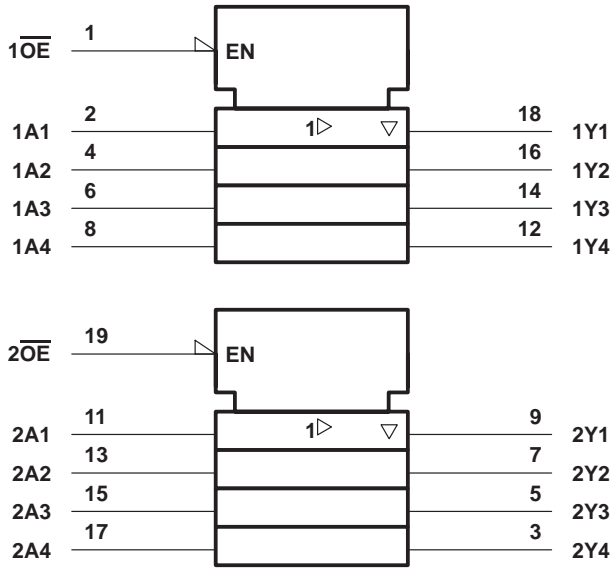 1O̅E̅ 1 EN
1A1 2 1 18 1Y1
1A2 4 16 1Y2
1A3 6 14 1Y3
1A4 8 12 1Y4
2O̅E̅ 19 EN
2A1 11 1 9 2Y1
2A2 13 7 2Y2
2A3 15 5 2Y3
2A4 17 3 2Y4